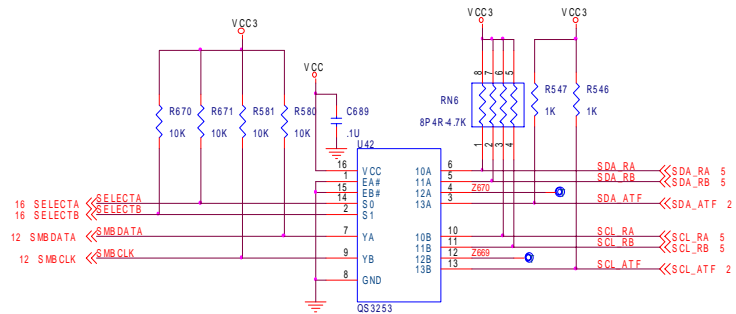 VCC3
VCC
VCC3
VCC3
8 7 6 5
R670
10K
R671
10K
R581
10K
R580
10K
C689
.1U
RN6
8P4R-4.7K
1 2 3 4
R547
1K
R546
1K
U42
16 VCC
1 EA#
15 EB#
14 S0
2 S1
7 YA
9 YB
8 GND
10A 6
11A 5
12A 4
13A 3
10B 10
11B 11
12B 12
13B 13
QS3253
16 SELECTA SELECTA
16 SELECTB SELECTB
12 SMBDATA SMBDATA
12 SMBCLK SMBCLK
SDA_RA SDA_RA 5
SDA_RB SDA_RB 5
Z670
SDA_ATF SDA_ATF 2
SCL_RA SCL_RA 5
SCL_RB SCL_RB 5
Z669
SCL_ATF SCL_ATF 2